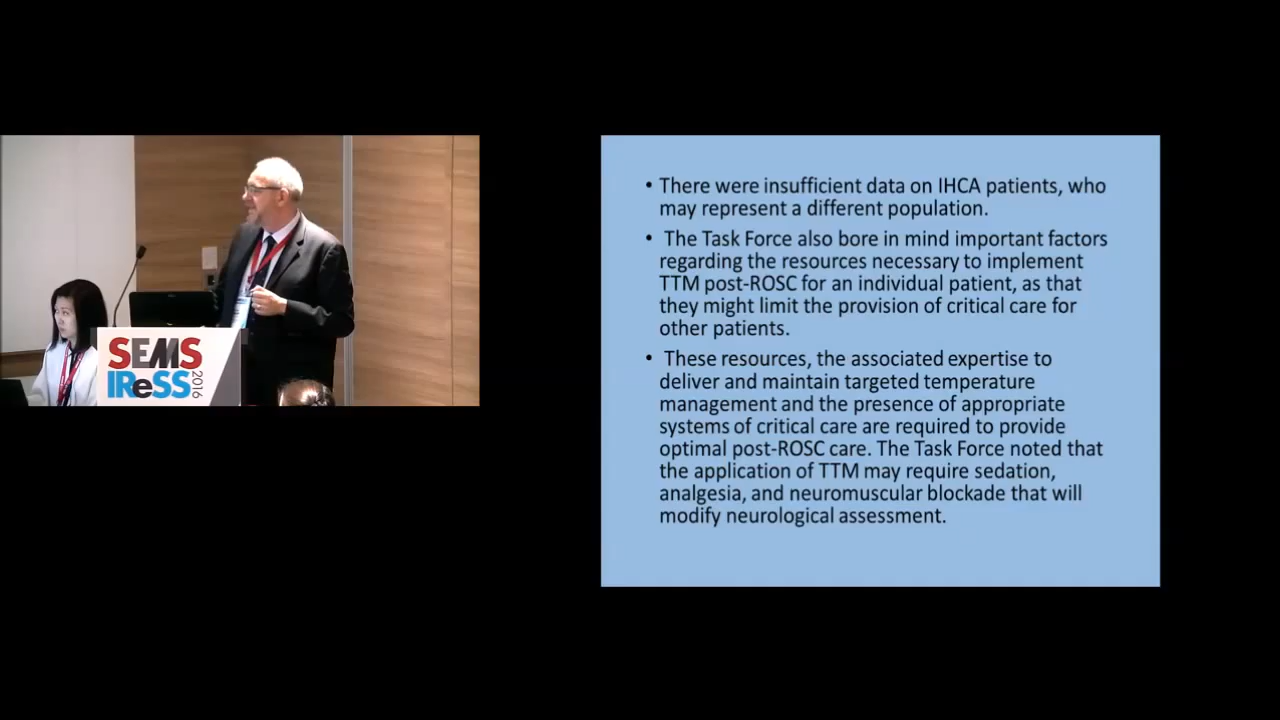 SEMS
IReSS
2016
• There were insufficient data on IHCA patients, who
may represent a different population.
• The Task Force also bore in mind important factors
regarding the resources necessary to implement
TTM post-ROSC for an individual patient, as that
they might limit the provision of critical care for
other patients.
• These resources, the associated expertise to
deliver and maintain targeted temperature
management and the presence of appropriate
systems of critical care are required to provide
optimal post-ROSC care. The Task Force noted that
the application of TTM may require sedation,
analgesia, and neuromuscular blockade that will
modify neurological assessment.